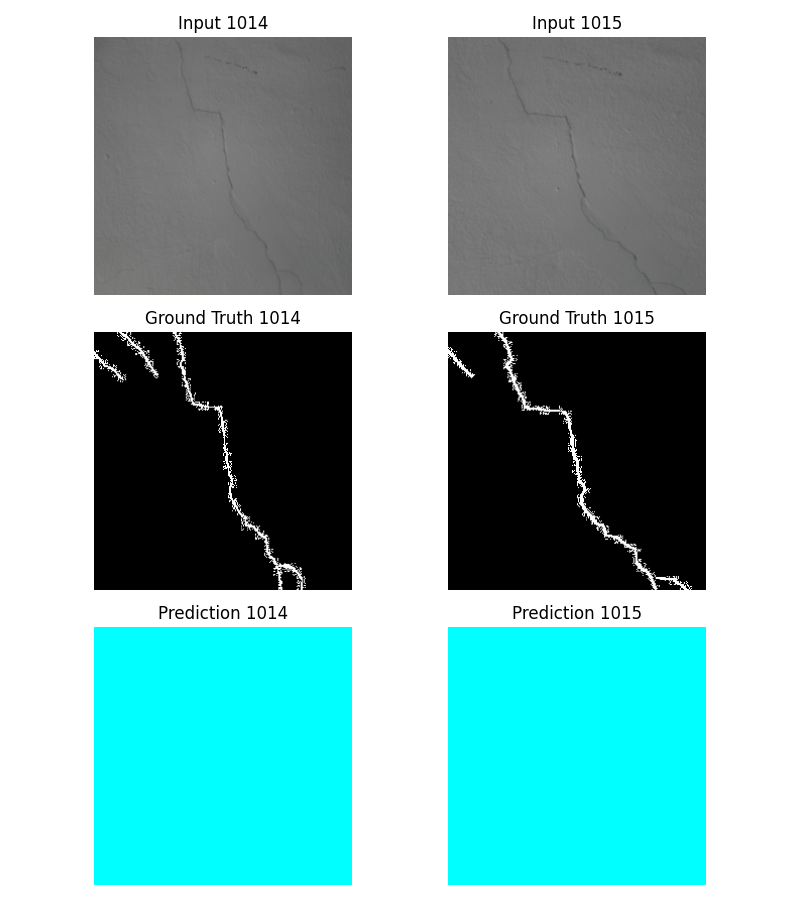 Input 1014
Input 1015
Ground Truth 1014
Ground Truth 1015
Prediction 1014
Prediction 1015